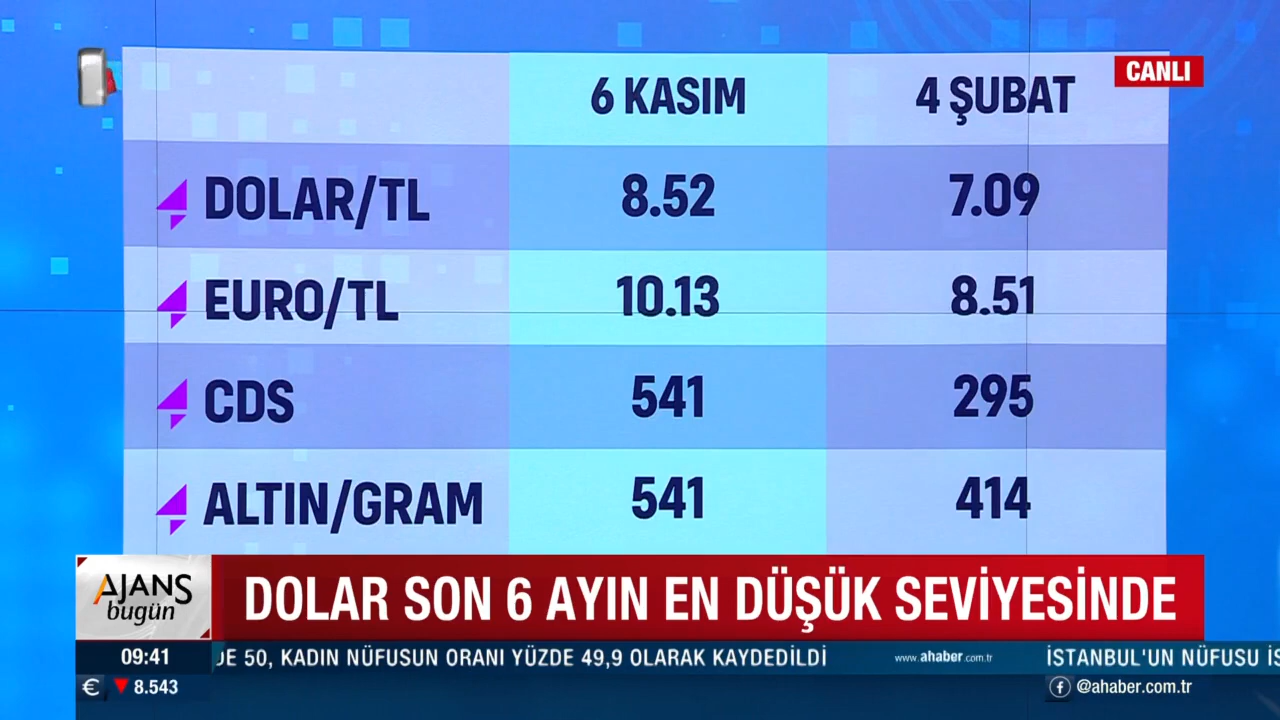 CANLI
6 KASIM 4 ŞUBAT
DOLAR/TL 8.52 7.09
EURO/TL 10.13 8.51
CDS 541 295
ALTIN/GRAM 541 414
AJANS
bugün
DOLAR SON 6 AYIN EN DÜŞÜK SEVİYESİNDE
09:41 DE 50, KADIN NÜFUSUN ORANI YÜZDE 49,9 OLARAK KAYDEDİLDİ www.ahaber.com.tr İSTANBUL'UN NÜFUSU
€ 8.543 @ahaber.com.tr